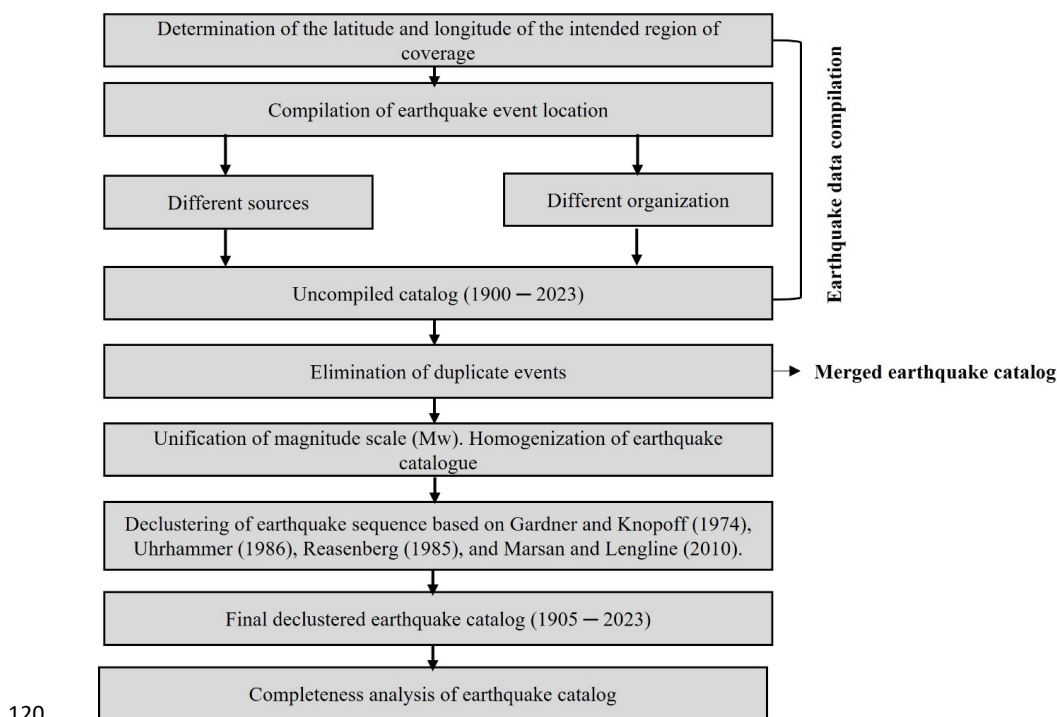 Determination of the latitude and longitude of the intended region of
coverage
Compilation of earthquake event location
Different sources
Different organization
Earthquake data compilation
Uncompiled catalog (1900 ─ 2023)
Elimination of duplicate events
Merged earthquake catalog
Unification of magnitude scale (Mw). Homogenization of earthquake
catalogue
Declustering of earthquake sequence based on Gardner and Knopoff (1974),
Uhrhammer (1986), Reasenberg (1985), and Marsan and Lengline (2010).
Final declustered earthquake catalog (1905 ─ 2023)
Completeness analysis of earthquake catalog
120